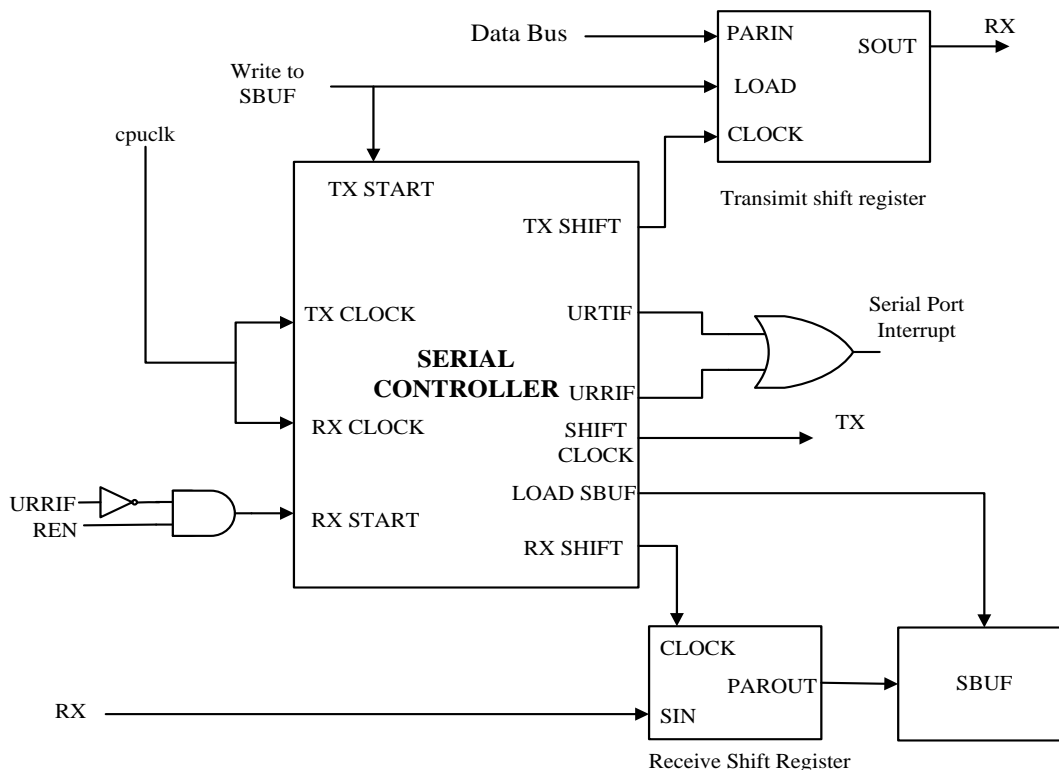 Data Bus
PARIN
SOUT
RX
Write to
SBUF
LOAD
cpuclk
CLOCK
TX START
Transimit shift register
TX SHIFT
TX CLOCK
URTIF
Serial Port
Interrupt
SERIAL
CONTROLLER
URRIF
RX CLOCK
SHIFT
CLOCK
TX
URRIF
REN
RX START
LOAD SBUF
RX SHIFT
CLOCK
PAROUT
SBUF
RX
SIN
Receive Shift Register